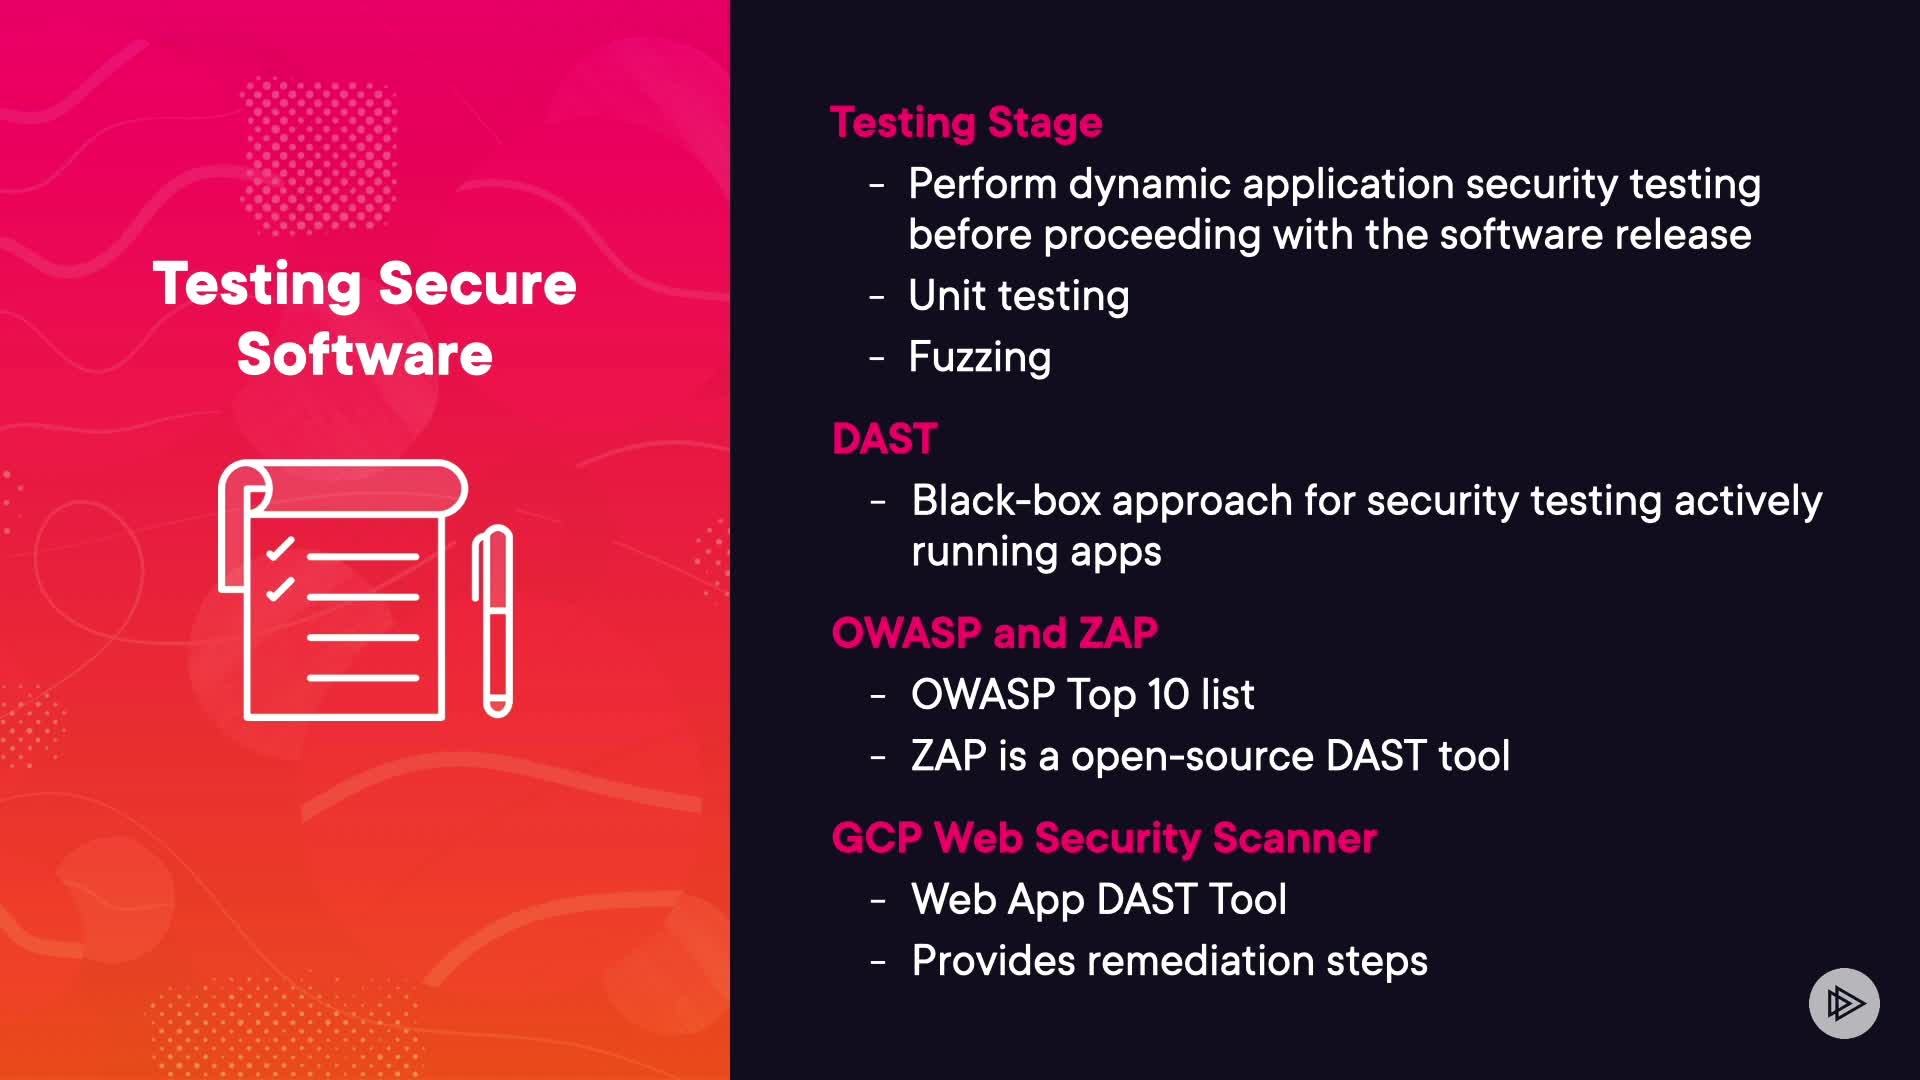 Testing Secure
Software
Testing Stage
- Perform dynamic application security testing
before proceeding with the software release
- Unit testing
- Fuzzing
DAST
- Black-box approach for security testing actively
running apps
OWASP and ZAP
- OWASP Top 10 list
- ZAP is a open-source DAST tool
GCP Web Security Scanner
- Web App DAST Tool
- Provides remediation steps